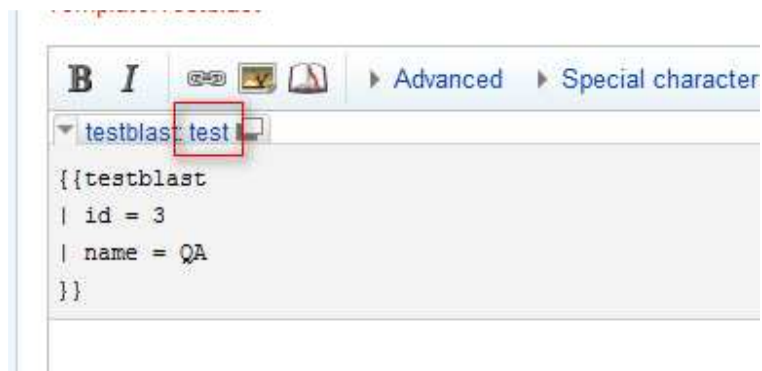 B I Advanced Special character
testblast: test
{{testblast
| id = 3
| name = QA
}}